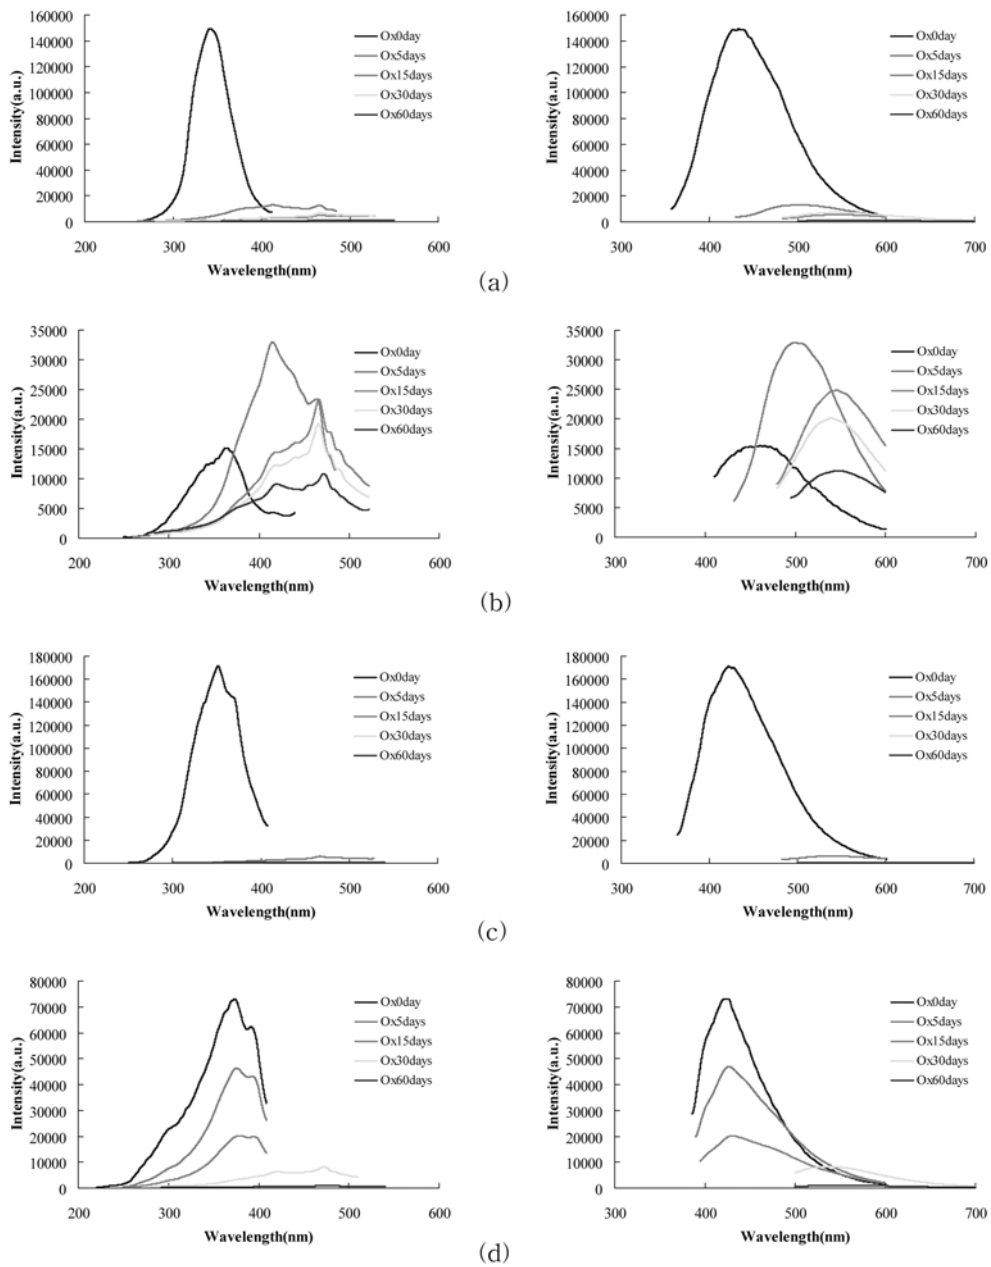 160000
140000
120000
100000
80000
60000
40000
20000
0
Intensity(a.u.)
200 300 400 500 600
Wavelength(nm)
Ox0day
Ox5days
Ox15days
Ox30days
Ox60days
160000
140000
120000
100000
80000
60000
40000
20000
0
Intensity(a.u.)
300 400 500 600 700
Wavelength(nm)
Ox0day
Ox5days
Ox15days
Ox30days
Ox60days
(a)
35000
30000
25000
20000
15000
10000
5000
0
Intensity(a.u.)
200 300 400 500 600
Wavelength(nm)
Ox0day
Ox5days
Ox15days
Ox30days
Ox60days
35000
30000
25000
20000
15000
10000
5000
0
Intensity(a.u.)
300 400 500 600 700
Wavelength(nm)
Ox0day
Ox5days
Ox15days
Ox30days
Ox60days
(b)
180000
160000
140000
120000
100000
80000
60000
40000
20000
0
Intensity(a.u.)
200 300 400 500 600
Wavelength(nm)
Ox0day
Ox5days
Ox15days
Ox30days
Ox60days
180000
160000
140000
120000
100000
80000
60000
40000
20000
0
Intensity(a.u.)
300 400 500 600 700
Wavelength(nm)
Ox0day
Ox5days
Ox15days
Ox30days
Ox60days
(c)
80000
70000
60000
50000
40000
30000
20000
10000
0
Intensity(a.u.)
200 300 400 500 600
Wavelength(nm)
Ox0day
Ox5days
Ox15days
Ox30days
Ox60days
80000
70000
60000
50000
40000
30000
20000
10000
0
Intensity(a.u.)
300 400 500 600 700
Wavelength(nm)
Ox0day
Ox5days
Ox15days
Ox30days
Ox60days
(d)